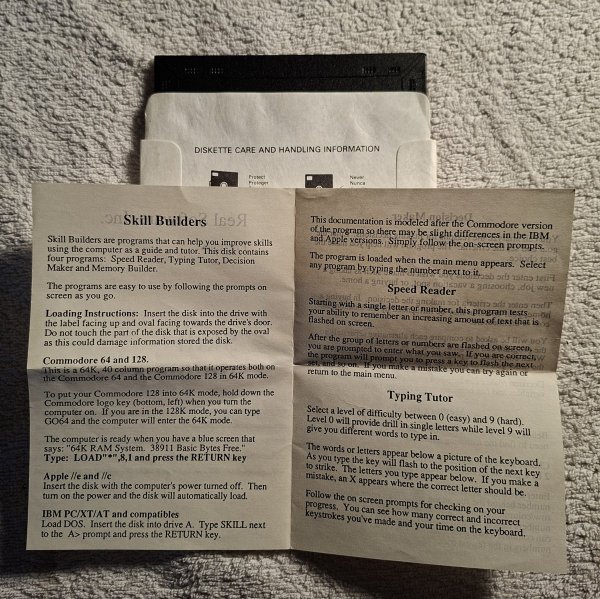 DISKETTE CARE AND HANDLING INFORMATION
Protect
Proteger
Never
Nunca
Skill Builders
Skill Builders are programs that can help you improve skills
using the computer as a guide and tutor. This disk contains
four programs: Speed Reader, Typing Tutor, Decision
Maker and Memory Builder.
The programs are easy to use by following the prompts on
screen as you go.
Loading Instructions: Insert the disk into the drive with
the label facing up and oval facing towards the drive's door.
Do not touch the part of the disk that is exposed by the oval
as this could damage information stored the disk.
Commodore 64 and 128.
This is a 64K, 40 column program so that it operates both on
the Commodore 64 and the Commodore 128 in 64K mode.
To put your Commodore 128 into 64K mode, hold down the
Commodore logo key (bottom, left) when you turn the
computer on. If you are in the 128K mode, you can type
GO64 and the computer will enter the 64K mode.
The computer is ready when you have a blue screen that
says: "64K RAM System. 38911 Basic Bytes Free."
Type: LOAD"*",8,1 and press the RETURN key
Apple //e and //c
Insert the disk with the computer's power turned off. Then
turn on the power and the disk will automatically load.
IBM PC/XT/AT and compatibles
Load DOS. Insert the disk into drive A. Type SKILL next
to the A> prompt and press the RETURN key.
This documentation is modeled after the Commodore version
of the program so there may be slight differences in the IBM
and Apple versions. Simply follow the on-screen prompts.
The program is loaded when the main menu appears. Select
any program by typing the number next to it.
Speed Reader
Starting with a single letter or number, this program tests
your ability to remember an increasing amount of text that is
flashed on screen.
After the group of letters or numbers are flashed on screen,
you are prompted to enter what you saw. If you are correct,
the program will prompt you to press a key to flash the next
set, and so on. If you make a mistake you can try again or
return to the main menu.
Typing Tutor
Select a level of difficulty between 0 (easy) and 9 (hard).
Level 0 will provide drill in single letters while level 9 will
give you different words to type in.
The words or letters appear below a picture of the keyboard.
As you type the key will flash to the position of the next key
to strike. The letters you type appear below. If you make a
mistake, an X appears where the correct letter should be.
Follow the on screen prompts for checking on your
progress. You can see how many correct and incorrect
keystrokes you've made and your time on the keyboard.